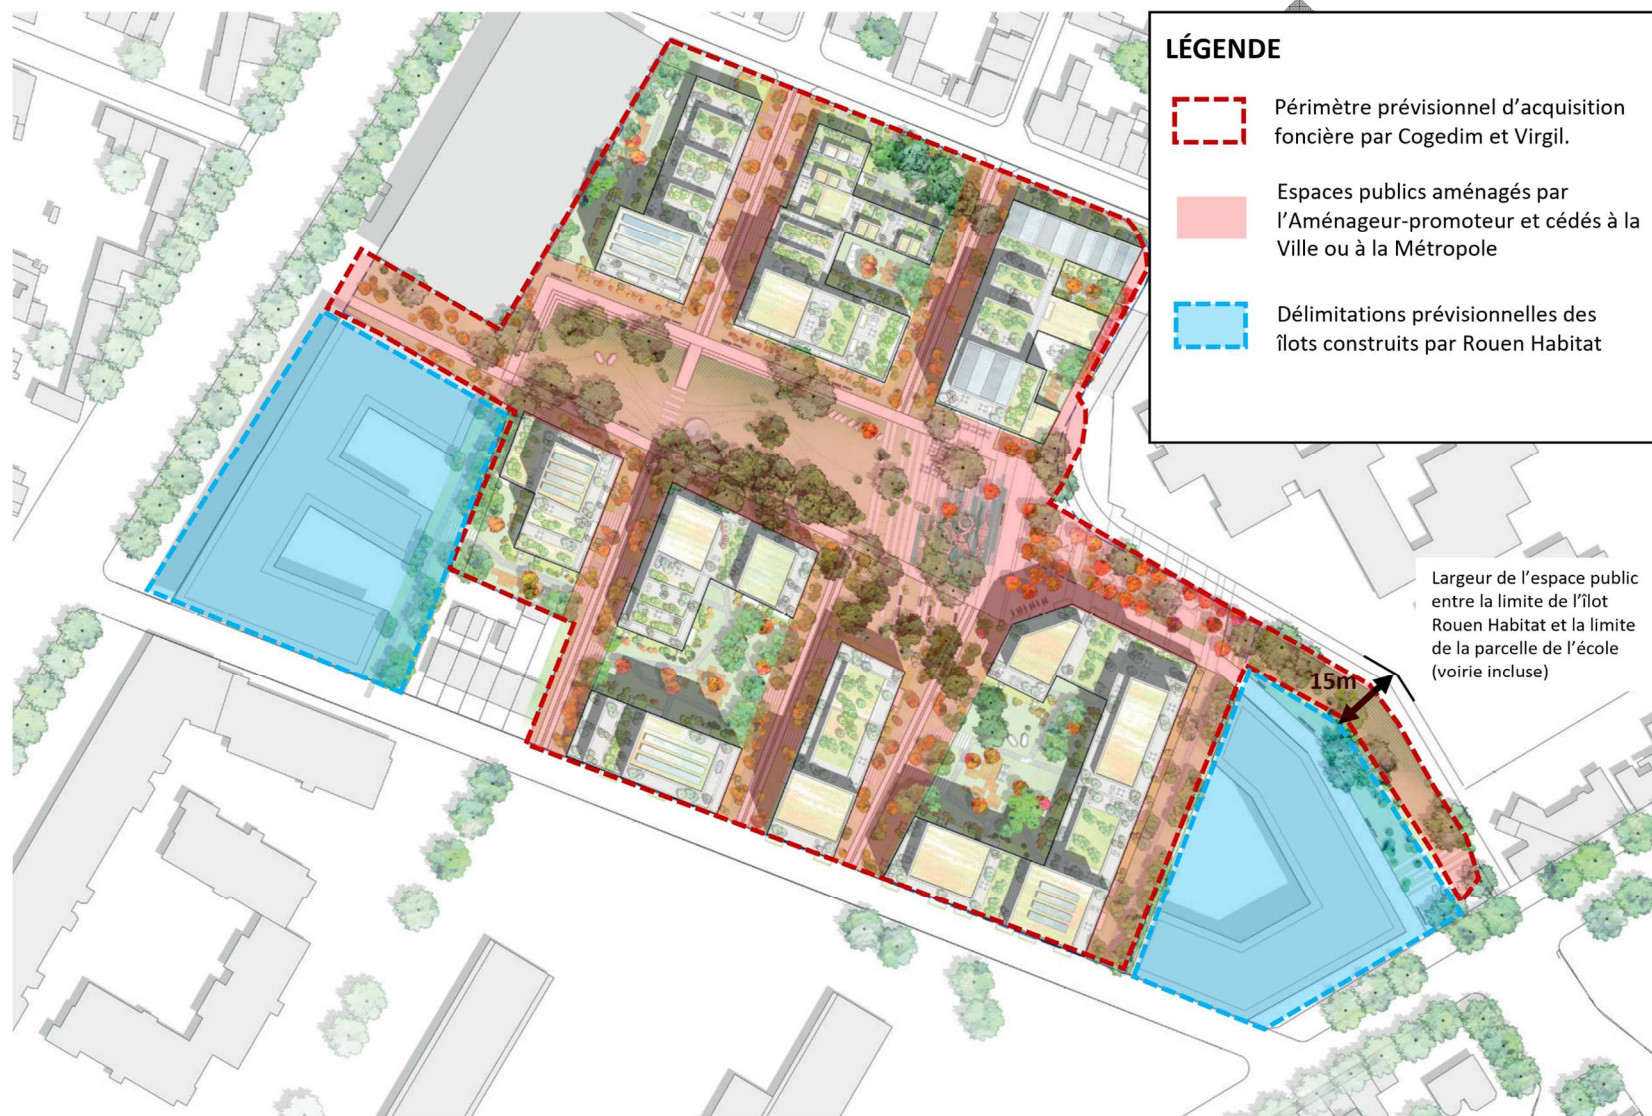 LÉGENDE
Périmètre prévisionnel d’acquisition
foncière par Cogedim et Virgil.
Espaces publics aménagés par
l’Aménageur-promoteur et cédés à la
Ville ou à la Métropole
Délimitations prévisionnelles des
îlots construits par Rouen Habitat
Largeur de l’espace public
entre la limite de l’îlot
Rouen Habitat et la limite
de la parcelle de l’école
(voirie incluse)
15m